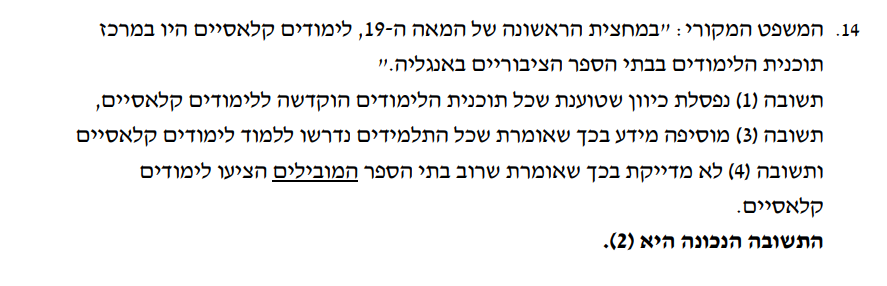 14. המשפט המקורי: "במחצית הראשונה של המאה ה-19, לימודים קלאסיים היו במרכז
תוכנית הלימודים בבתי הספר הציבוריים באנגליה."
תשובה (1) נפסלת כיוון שטוענת שכל תוכנית הלימודים הוקדשה ללימודים קלאסיים,
תשובה (3) מוסיפה מידע בכך שאומרת שכל התלמידים נדרשו ללמוד לימודים קלאסיים
ותשובה (4) לא מדייקת בכך שאומרת שרוב בתי הספר המובילים הציעו לימודים
קלאסיים.
התשובה הנכונה היא (2).